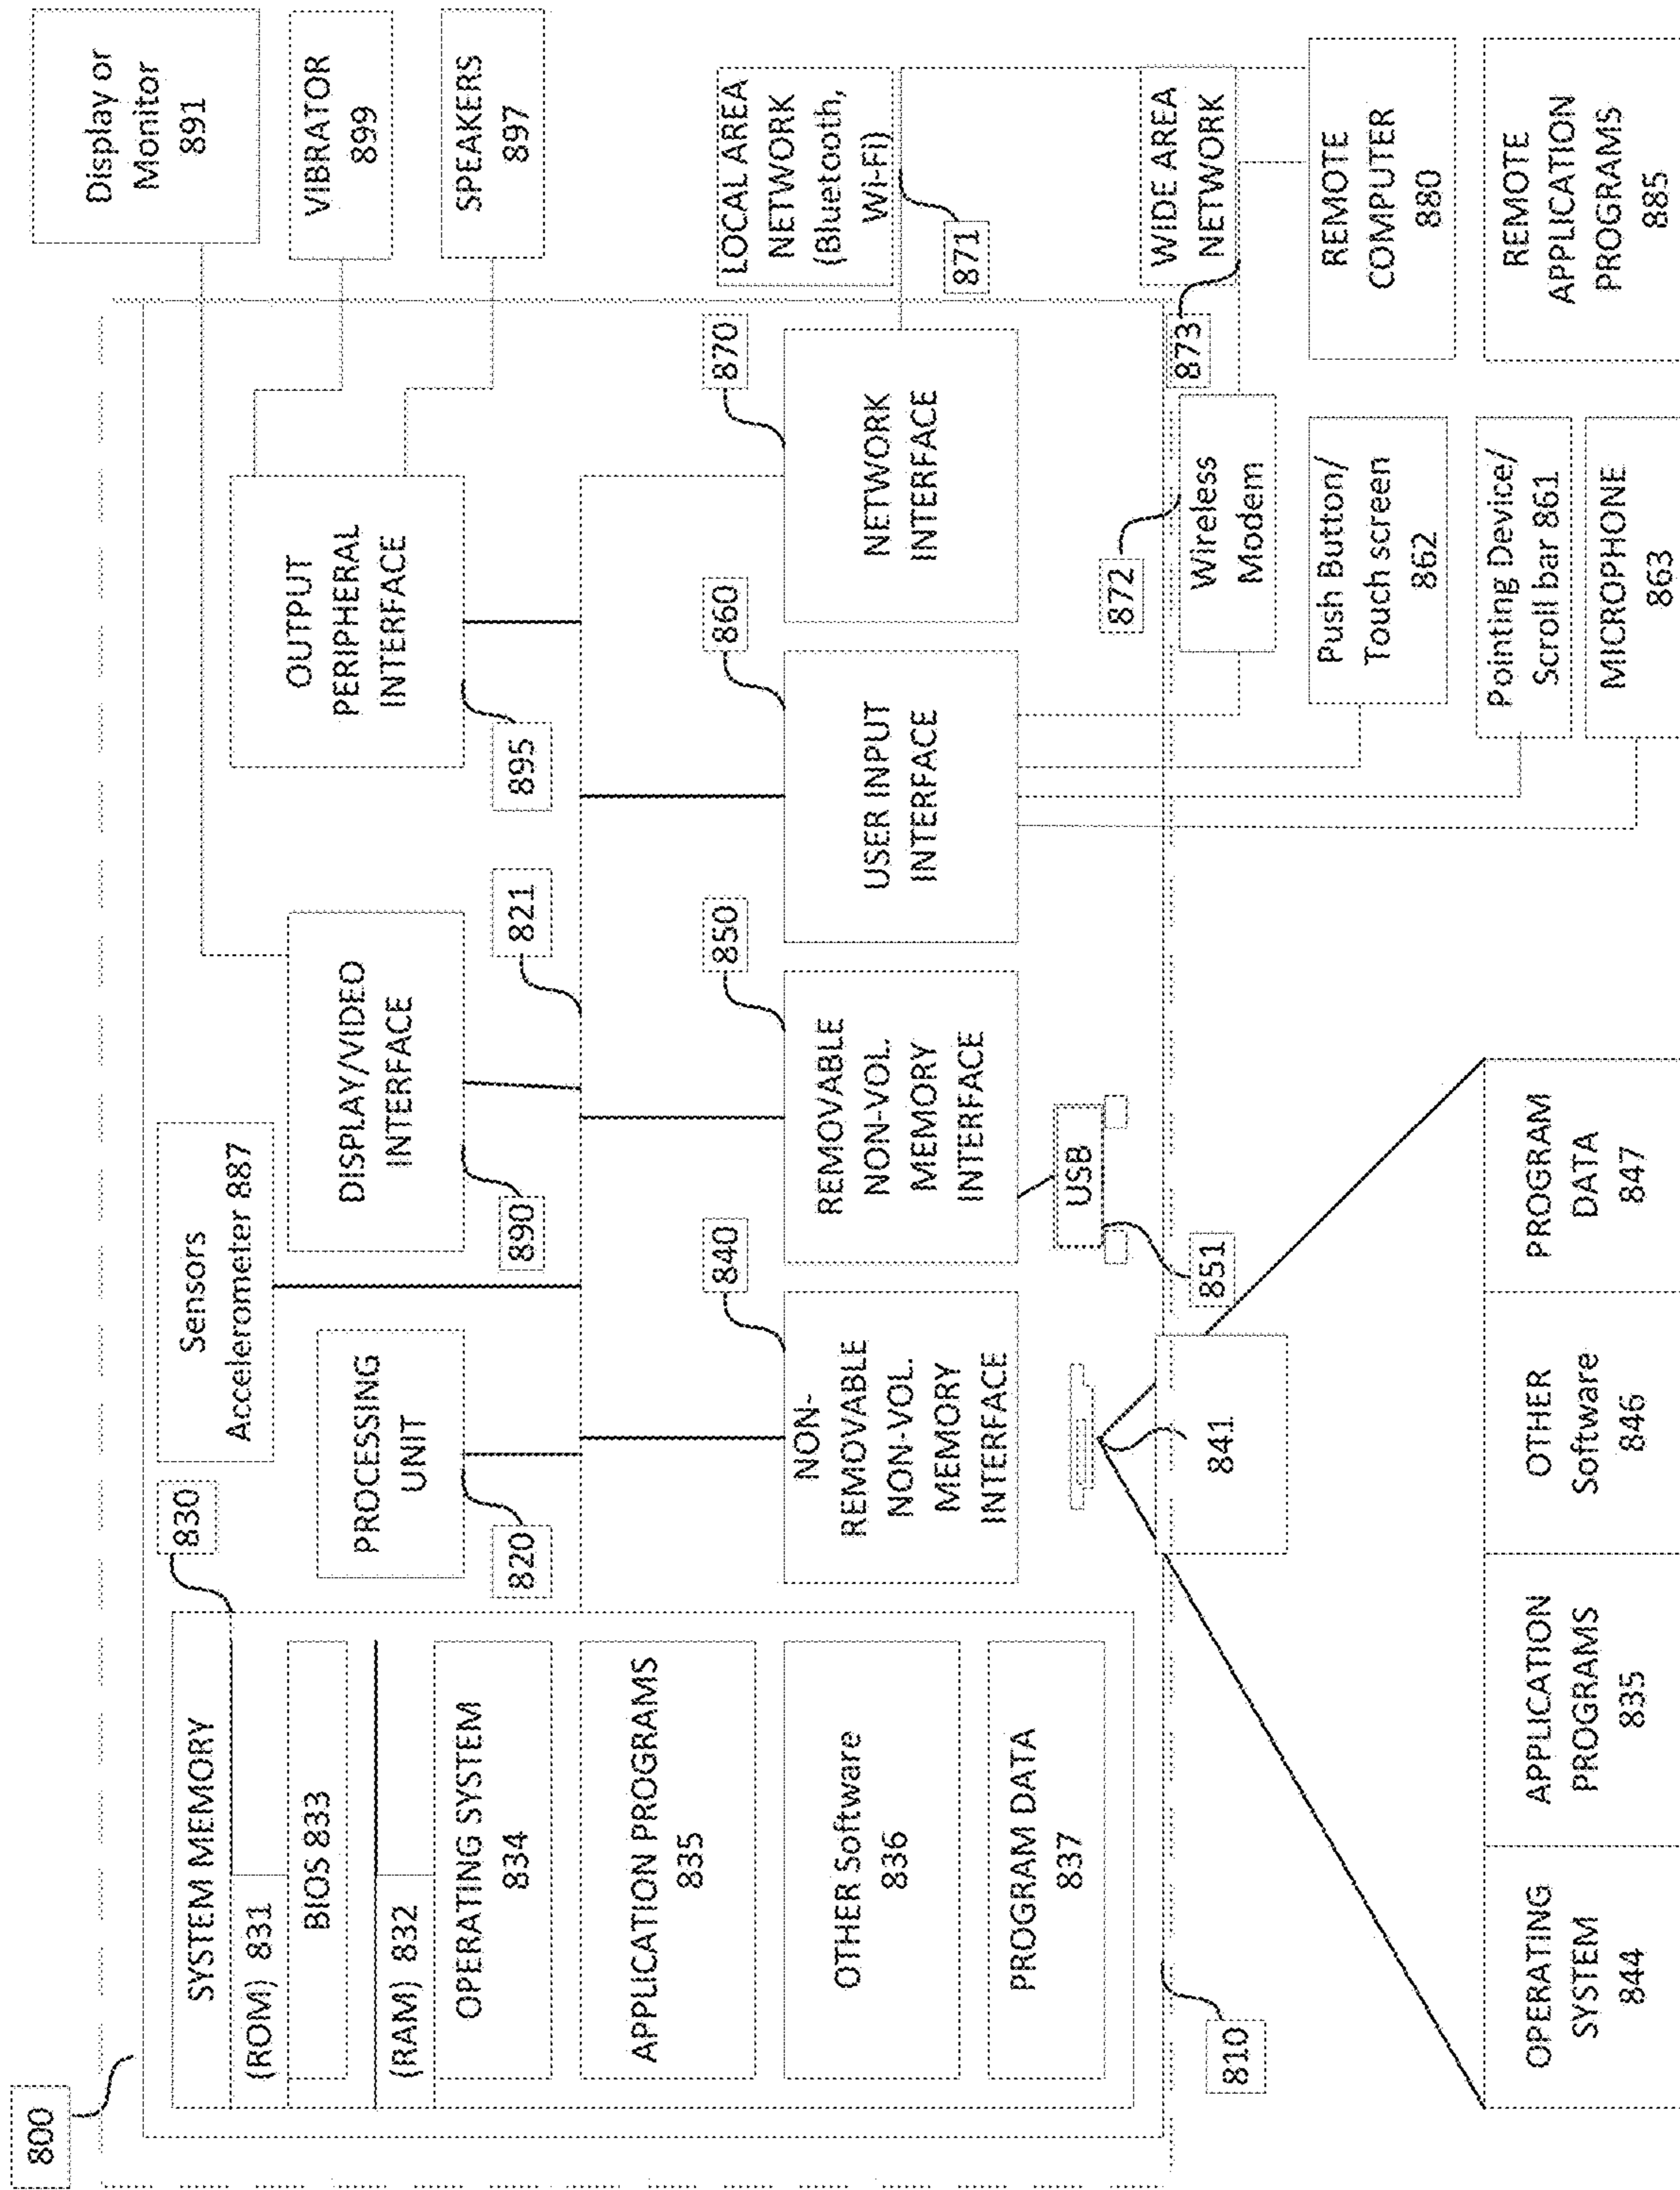 800
SYSTEM MEMORY
(ROM) 831
BIOS 833
(RAM) 832
OPERATING SYSTEM
834
APPLICATION PROGRAMS
835
OTHER Software
836
PROGRAM DATA
837
830
810
Sensors
Accelerometer 887
PROCESSING
UNIT
820
DISPLAY/VIDEO
INTERFACE
890
821
OUTPUT
PERIPHERAL
INTERFACE
895
Display or
Monitor
891
VIBRATOR
899
SPEAKERS
897
840
NON-
REMOVABLE
NON-VOL.
MEMORY
INTERFACE
850
REMOVABLE
NON-VOL.
MEMORY
INTERFACE
860
USER INPUT
INTERFACE
870
NETWORK
INTERFACE
LOCAL AREA
NETWORK
(Bluetooth,
Wi-Fi)
871
WIDE AREA
NETWORK
873
872
Wireless
Modem
USB
851
841
Push Button/
Touch screen
862
Pointing Device/
Scroll bar 861
MICROPHONE
863
REMOTE
COMPUTER
880
REMOTE
APPLICATION
PROGRAMS
885
OPERATING
SYSTEM
844
APPLICATION
PROGRAMS
835
OTHER
Software
846
PROGRAM
DATA
847